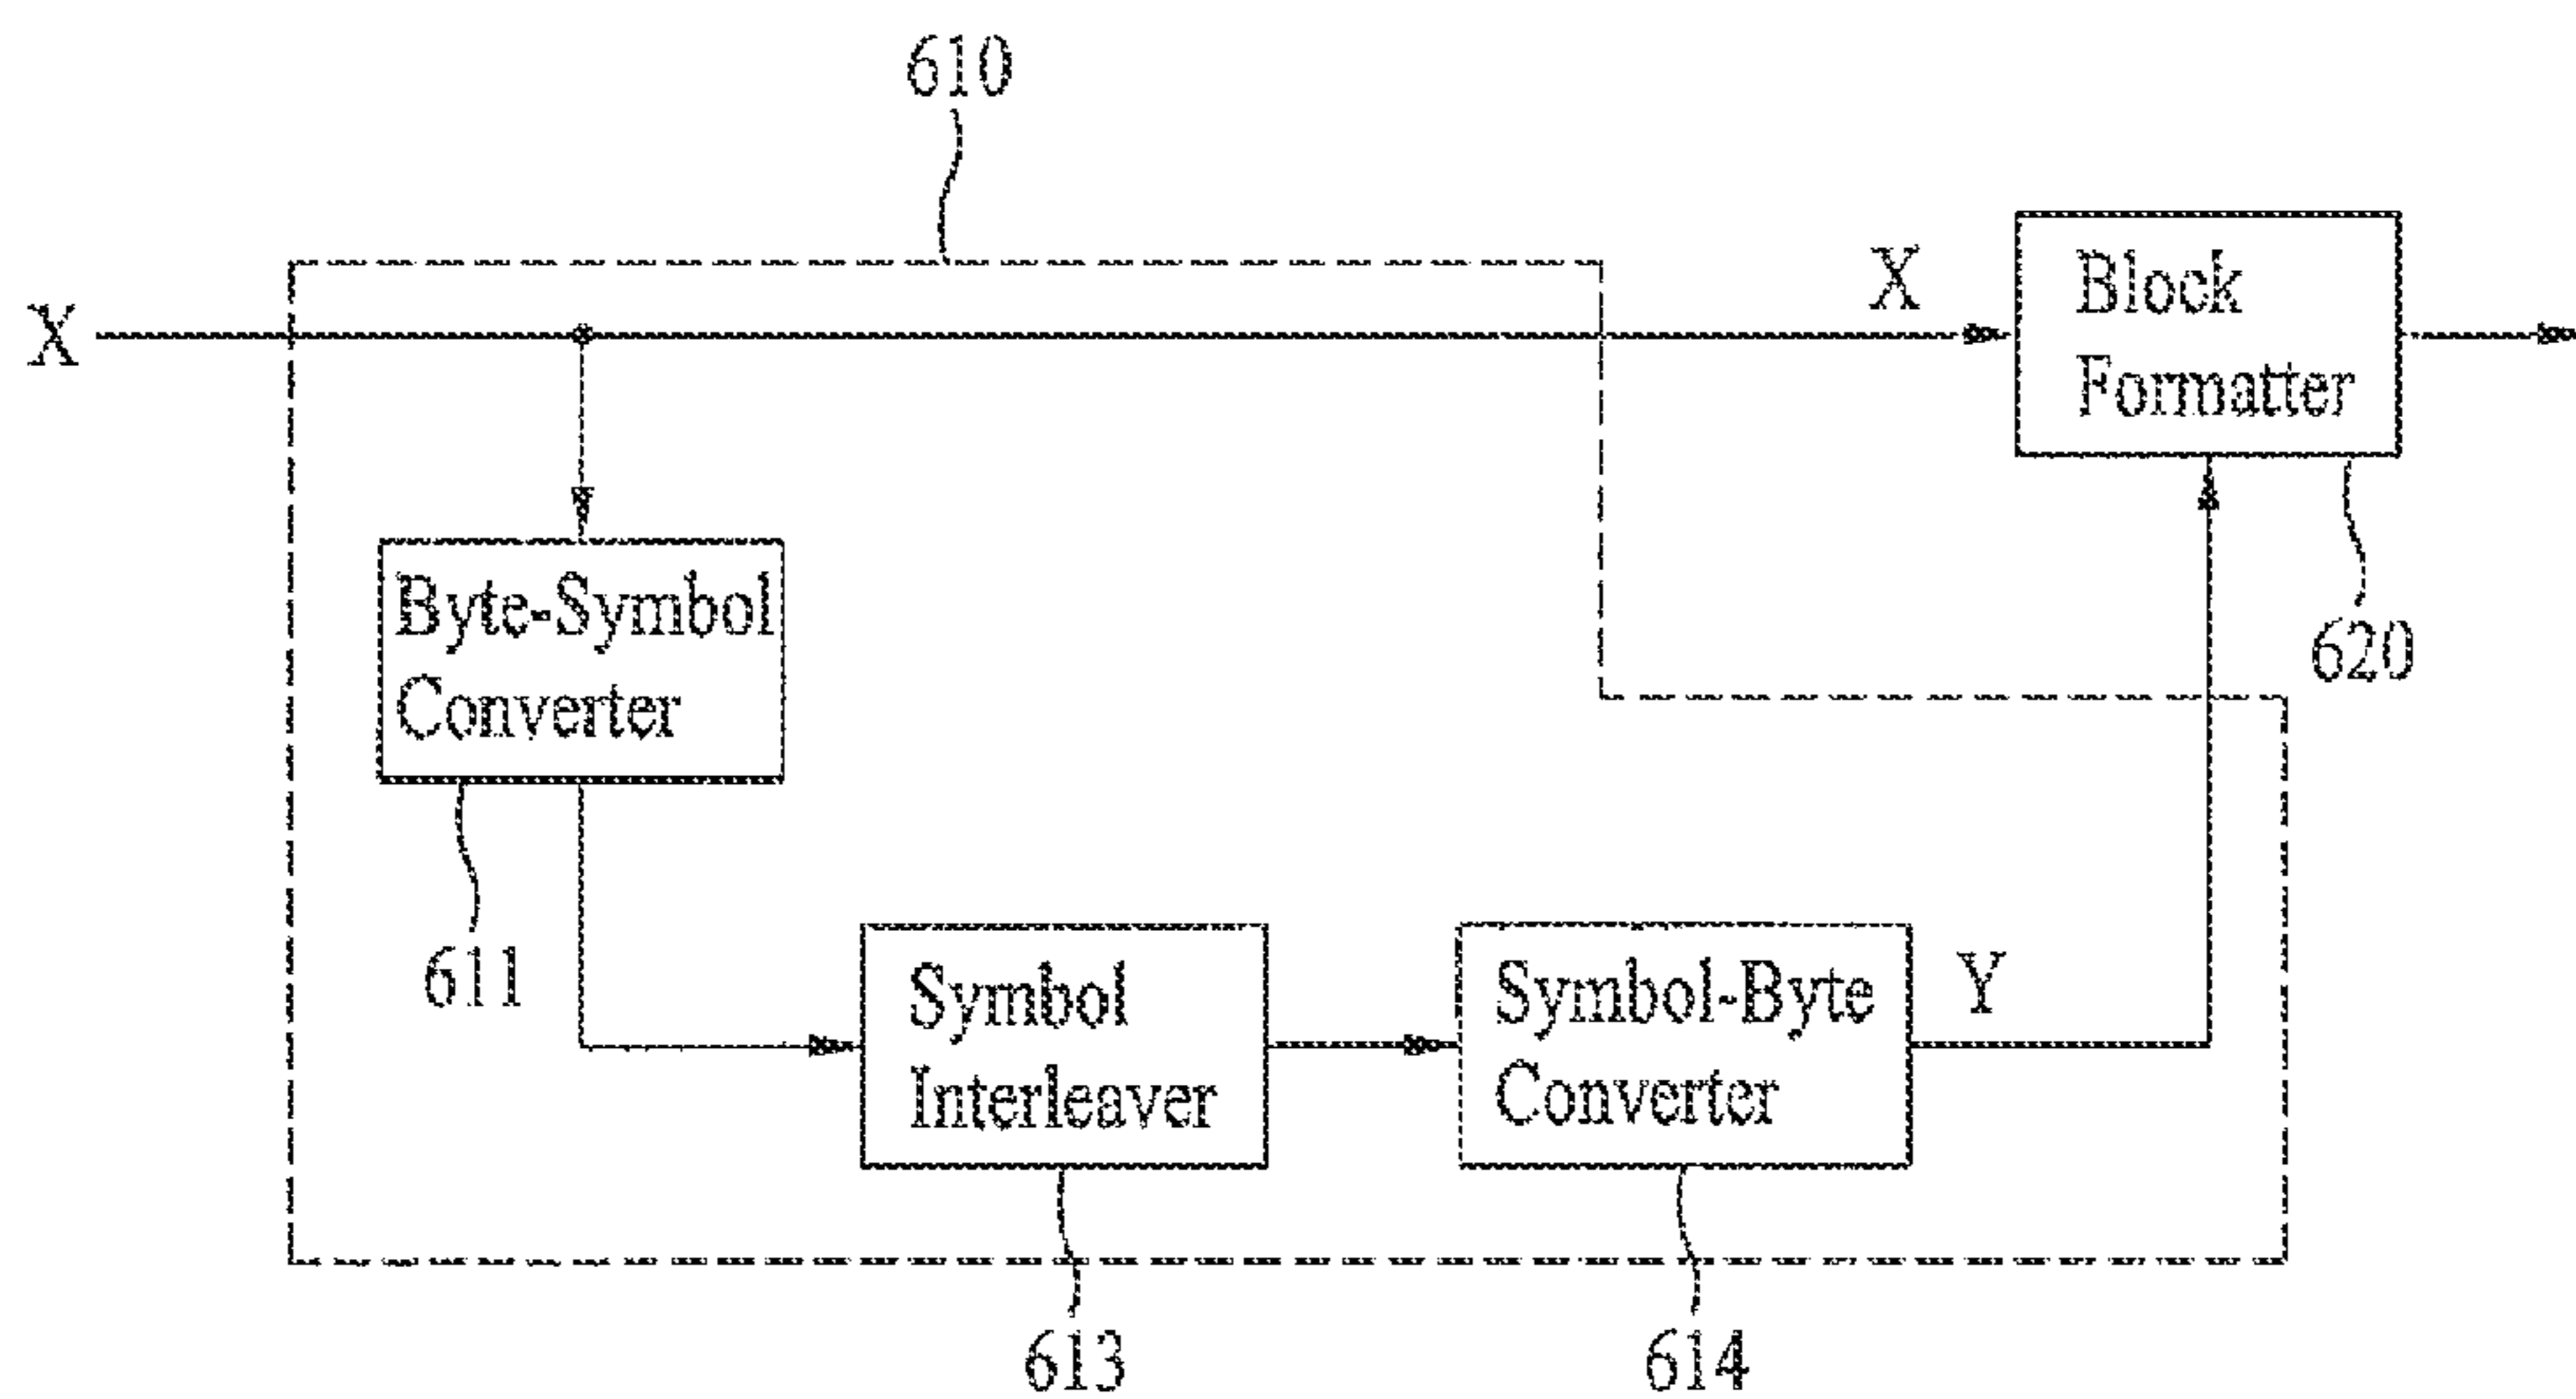 610
X
X
Block
Formatter
Byte-Symbol
Converter
620
611
Symbol
Interleaver
Symbol-Byte
Converter
Y
613
614